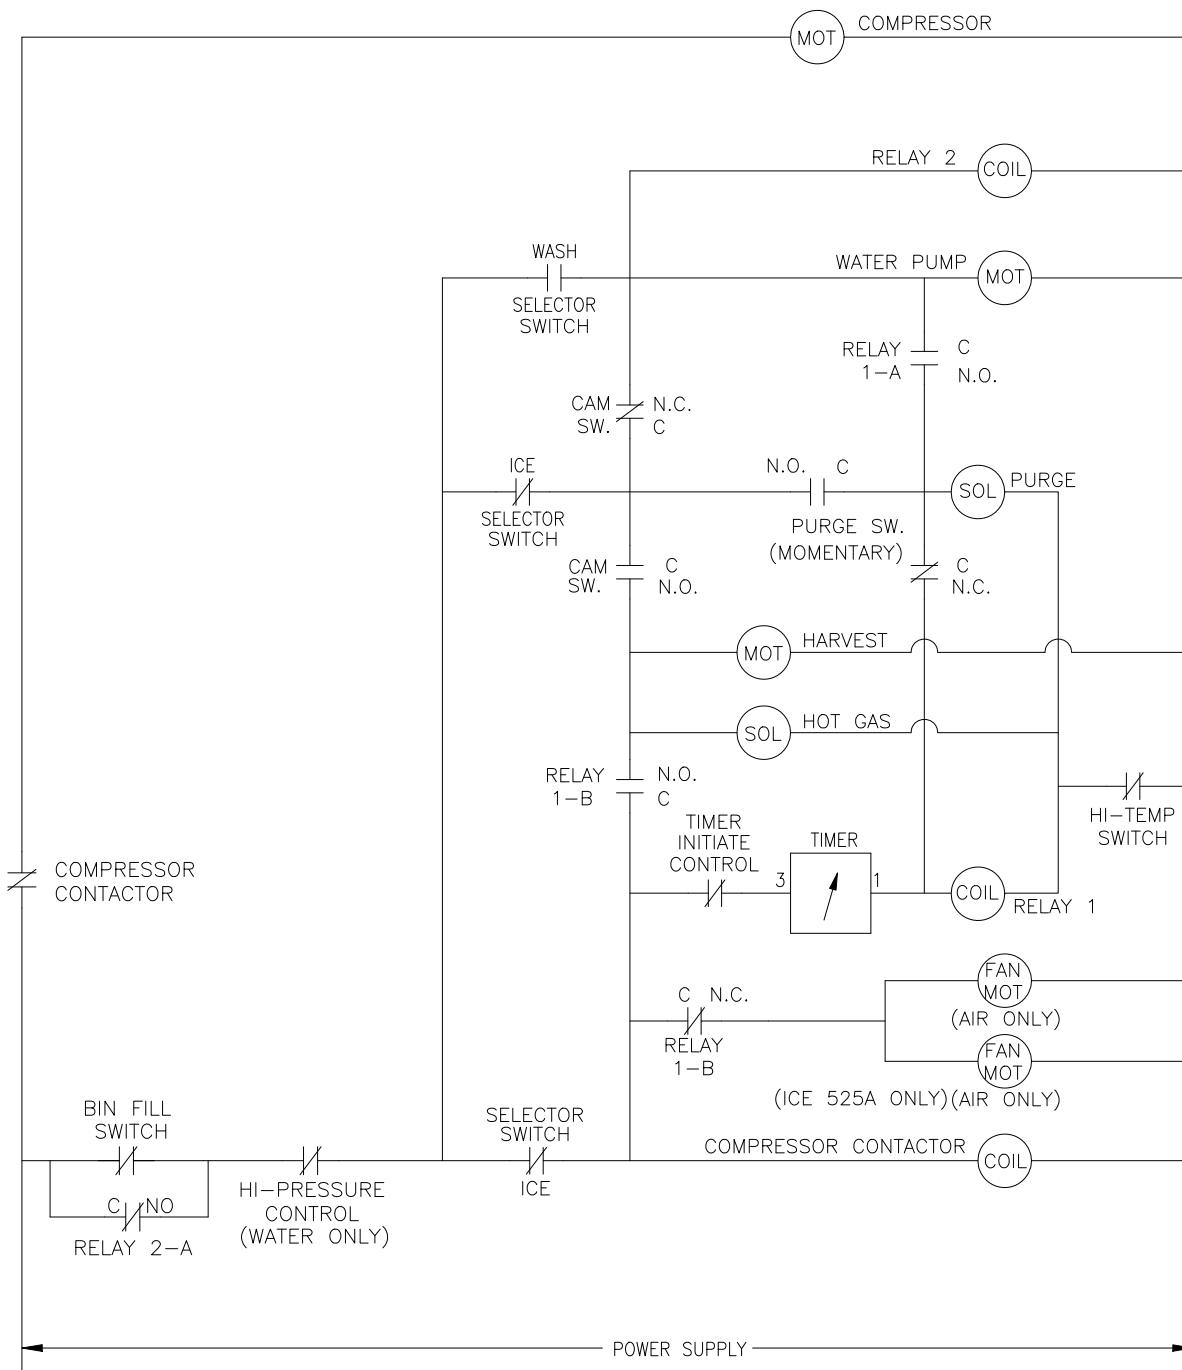 MOT COMPRESSOR
RELAY 2 COIL
WASH
SELECTOR
SWITCH
WATER PUMP MOT
RELAY
1-A
C
N.O.
CAM
SW.
N.C.
C
ICE
SELECTOR
SWITCH
N.O. C
PURGE SW.
(MOMENTARY)
SOL PURGE
CAM
SW.
C
N.O.
C
N.C.
MOT HARVEST
SOL HOT GAS
RELAY
1-B
N.O.
C
HI-TEMP
SWITCH
TIMER
INITIATE
CONTROL
TIMER
3 1
COIL RELAY 1
COMPRESSOR
CONTACTOR
C N.C.
RELAY
1-B
FAN
MOT
(AIR ONLY)
FAN
MOT
(ICE 525A ONLY) (AIR ONLY)
BIN FILL
SWITCH
C NO
RELAY 2-A
HI-PRESSURE
CONTROL
(WATER ONLY)
SELECTOR
SWITCH
ICE
COMPRESSOR CONTACTOR COIL
POWER SUPPLY